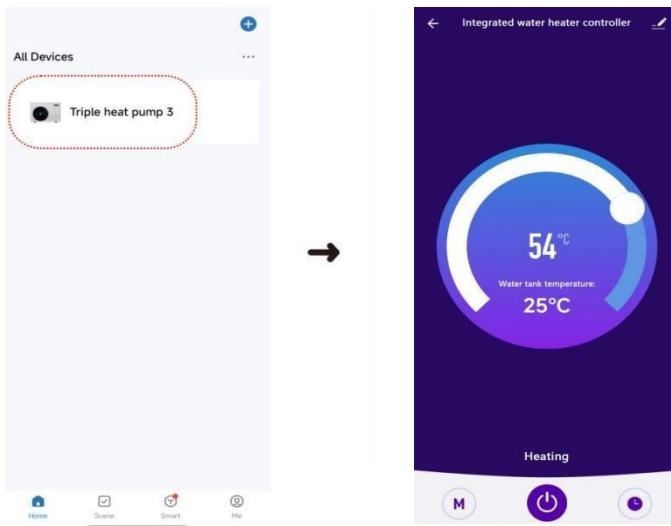 All Devices
Triple heat pump 3
Home
Scene
Smart
Me
Integrated water heater controller
54°C
Water tank temperature:
25°C
Heating
M